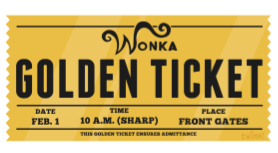 WONKA
GOLDEN TICKET
DATE TIME PLACE
FEB. 1 10 A.M. (SHARP) FRONT GATES
THIS GOLDEN TICKET ENSURES ADMITTANCE